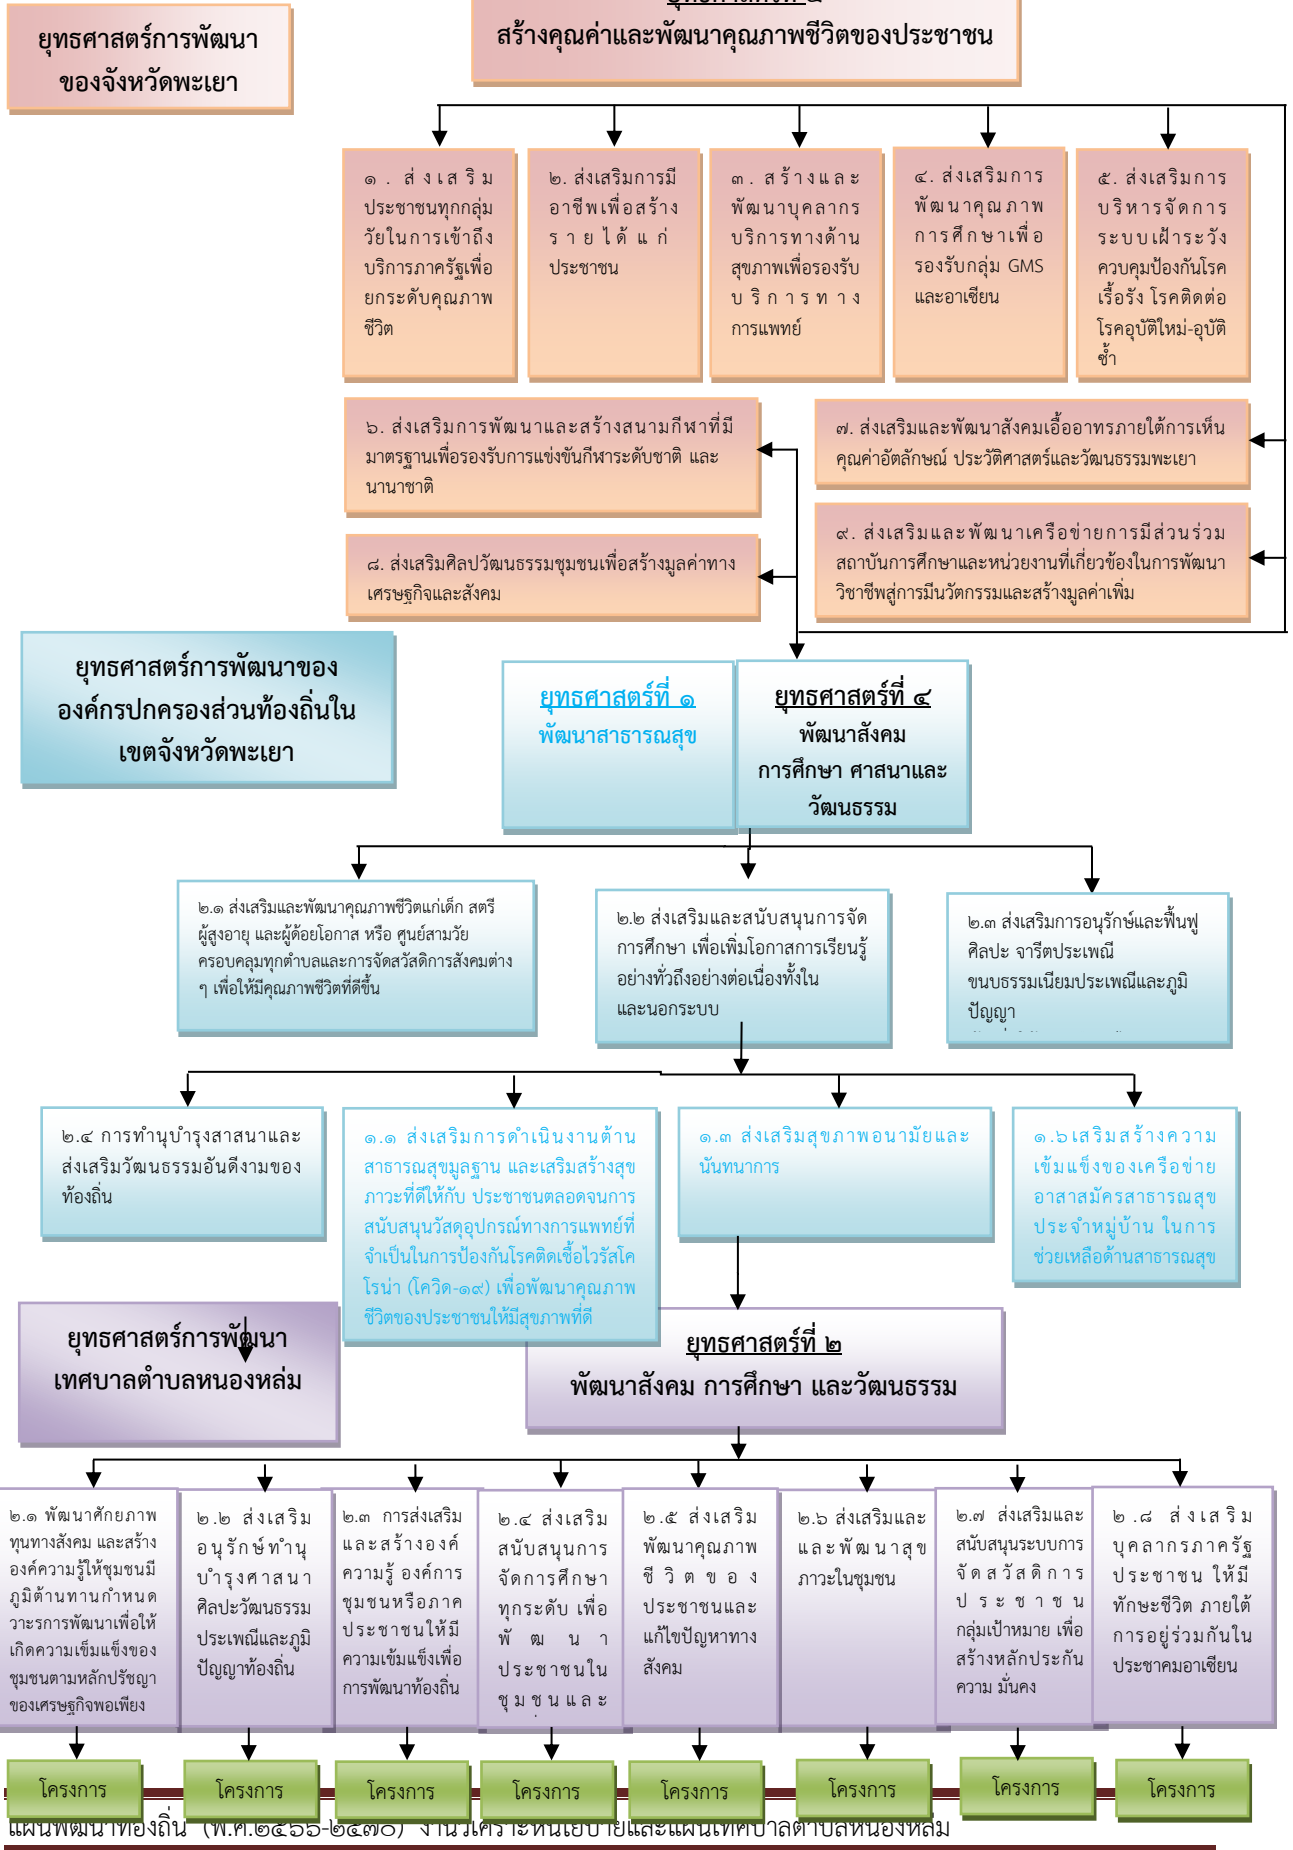 ยุทธศาสตร์การพัฒนา
ของจังหวัดพะเยา
ยุทธศาสตร์ที่
สร้างคุณค่าและพัฒนาคุณภาพชีวิตของประชาชน
๑. ส่งเสริม
ประชาชนทุกกลุ่ม
วัยในการเข้าถึง
บริการภาครัฐเพื่อ
ยกระดับคุณภาพ
ชีวิต
๒. ส่งเสริมการมี
อาชีพเพื่อสร้าง
รายได้แก่
ประชาชน
๓. สร้างและ
พัฒนาบุคลากร
บริการทางด้าน
สุขภาพเพื่อรองรับ
บริการทาง
การแพทย์
๔. ส่งเสริมการ
พัฒนาคุณภาพ
การศึกษาเพื่อ
รองรับกลุ่ม GMS
และอาเซียน
๕. ส่งเสริมการ
บริหารจัดการ
ระบบเฝ้าระวัง
ควบคุมป้องกันโรค
เรื้อรัง โรคติดต่อ
โรคอุบัติใหม่-อุบัติ
ซ้ำ
๖. ส่งเสริมการพัฒนาและสร้างสนามกีฬาที่มี
มาตรฐานเพื่อรองรับการแข่งขันกีฬาระดับชาติ และ
นานาชาติ
๗. ส่งเสริมและพัฒนาสังคมเอื้ออาทรภายใต้การเห็น
คุณค่าอัตลักษณ์ ประวัติศาสตร์และวัฒนธรรมพะเยา
๘. ส่งเสริมศิลปวัฒนธรรมชุมชนเพื่อสร้างมูลค่าทาง
เศรษฐกิจและสังคม
๙. ส่งเสริมและพัฒนาเครือข่ายการมีส่วนร่วม
สถาบันการศึกษาและหน่วยงานที่เกี่ยวข้องในการพัฒนา
วิชาชีพสู่การมีนวัตกรรมและสร้างมูลค่าเพิ่ม
ยุทธศาสตร์การพัฒนาของ
องค์กรปกครองส่วนท้องถิ่นใน
เขตจังหวัดพะเยา
ยุทธศาสตร์ที่ ๑
พัฒนาสาธารณสุข
ยุทธศาสตร์ที่ ๔
พัฒนาสังคม
การศึกษา ศาสนาและ
วัฒนธรรม
๒.๑ ส่งเสริมและพัฒนาคุณภาพชีวิตแก่เด็ก สตรี
ผู้สูงอายุ และผู้ด้อยโอกาส หรือ ศูนย์สามวัย
ครอบคลุมทุกตำบลและการจัดสวัสดิการสังคมต่าง
ๆ เพื่อให้มีคุณภาพชีวิตที่ดีขึ้น
๒.๒ ส่งเสริมและสนับสนุนการจัด
การศึกษา เพื่อเพิ่มโอกาสการเรียนรู้
อย่างทั่วถึงอย่างต่อเนื่องทั้งใน
และนอกระบบ
๒.๓ ส่งเสริมการอนุรักษ์และฟื้นฟู
ศิลปะ จารีตประเพณี
ขนบธรรมเนียมประเพณีและภูมิ
ปัญญา
๒.๔ การทำนุบำรุงสาสนาและ
ส่งเสริมวัฒนธรรมอันดีงามของ
ท้องถิ่น
๑.๑ ส่งเสริมการดำเนินงานด้าน
สาธารณสุขมูลฐาน และเสริมสร้างสุข
ภาวะที่ดีให้กับ ประชาชนตลอดจนการ
สนับสนุนวัสดุอุปกรณ์ทางการแพทย์ที่
จำเป็นในการป้องกันโรคติดเชื้อไวรัสโค
โรน่า (โควิด-๑๙) เพื่อพัฒนาคุณภาพ
ชีวิตของประชาชนให้มีสุขภาพที่ดี
๑.๓ ส่งเสริมสุขภาพอนามัยและ
นันทนาการ
๑.๖ เสริมสร้างความ
เข้มแข็งของเครือข่าย
อาสาสมัครสาธารณสุข
ประจำหมู่บ้าน ในการ
ช่วยเหลือด้านสาธารณสุข
ยุทธศาสตร์การพัฒนา
เทศบาลตำบลหนองหล่ม
ยุทธศาสตร์ที่ ๒
พัฒนาสังคม การศึกษา และวัฒนธรรม
๒.๑ พัฒนาศักยภาพ
ทุนทางสังคม และสร้าง
องค์ความรู้ให้ชุมชนมี
ภูมิต้านทานกำหนด
วาระการพัฒนาเพื่อให้
เกิดความเข็มแข็งของ
ชุมชนตามหลักปรัชญา
ของเศรษฐกิจพอเพียง
๒.๒ ส่งเสริม
อนุรักษ์ทำนุ
บำรุงศาสนา
ศิลปะวัฒนธรรม
ประเพณีและภูมิ
ปัญญาท้องถิ่น
๒.๓ การส่งเสริม
และสร้างองค์
ความรู้ องค์การ
ชุมชนหรือภาค
ประชาชนให้มี
ความเข้มแข็งเพื่อ
การพัฒนาท้องถิ่น
๒.๔ ส่งเสริม
สนับสนุนการ
จัดการศึกษา
ทุกระดับ เพื่อ
พัฒนา
ประชาชนใน
ชุมชนและ
๒.๕ ส่งเสริม
พัฒนาคุณภาพ
ชีวิตของ
ประชาชนและ
แก้ไขปัญหาทาง
สังคม
๒.๖ ส่งเสริมและ
และพัฒนาสุข
ภาวะในชุมชน
๒.๗ ส่งเสริมและ
สนับสนุนระบบการ
จัดสวัสดิการ
ประชาชน
กลุ่มเป้าหมาย เพื่อ
สร้างหลักประกัน
ความ มั่นคง
๒.๘ ส่งเสริม
บุคลากรภาครัฐ
ประชาชน ให้มี
ทักษะชีวิต ภายใต้
การอยู่ร่วมกันใน
ประชาคมอาเซียน
โครงการ
โครงการ
โครงการ
โครงการ
โครงการ
โครงการ
โครงการ
โครงการ
แผนพัฒนาท้องถิ่น (พ.ศ.๒๕๖๖-๒๕๗๐) งานวิเคราะห์นโยบายและแผนเทศบาลตำบลหนองหล่ม